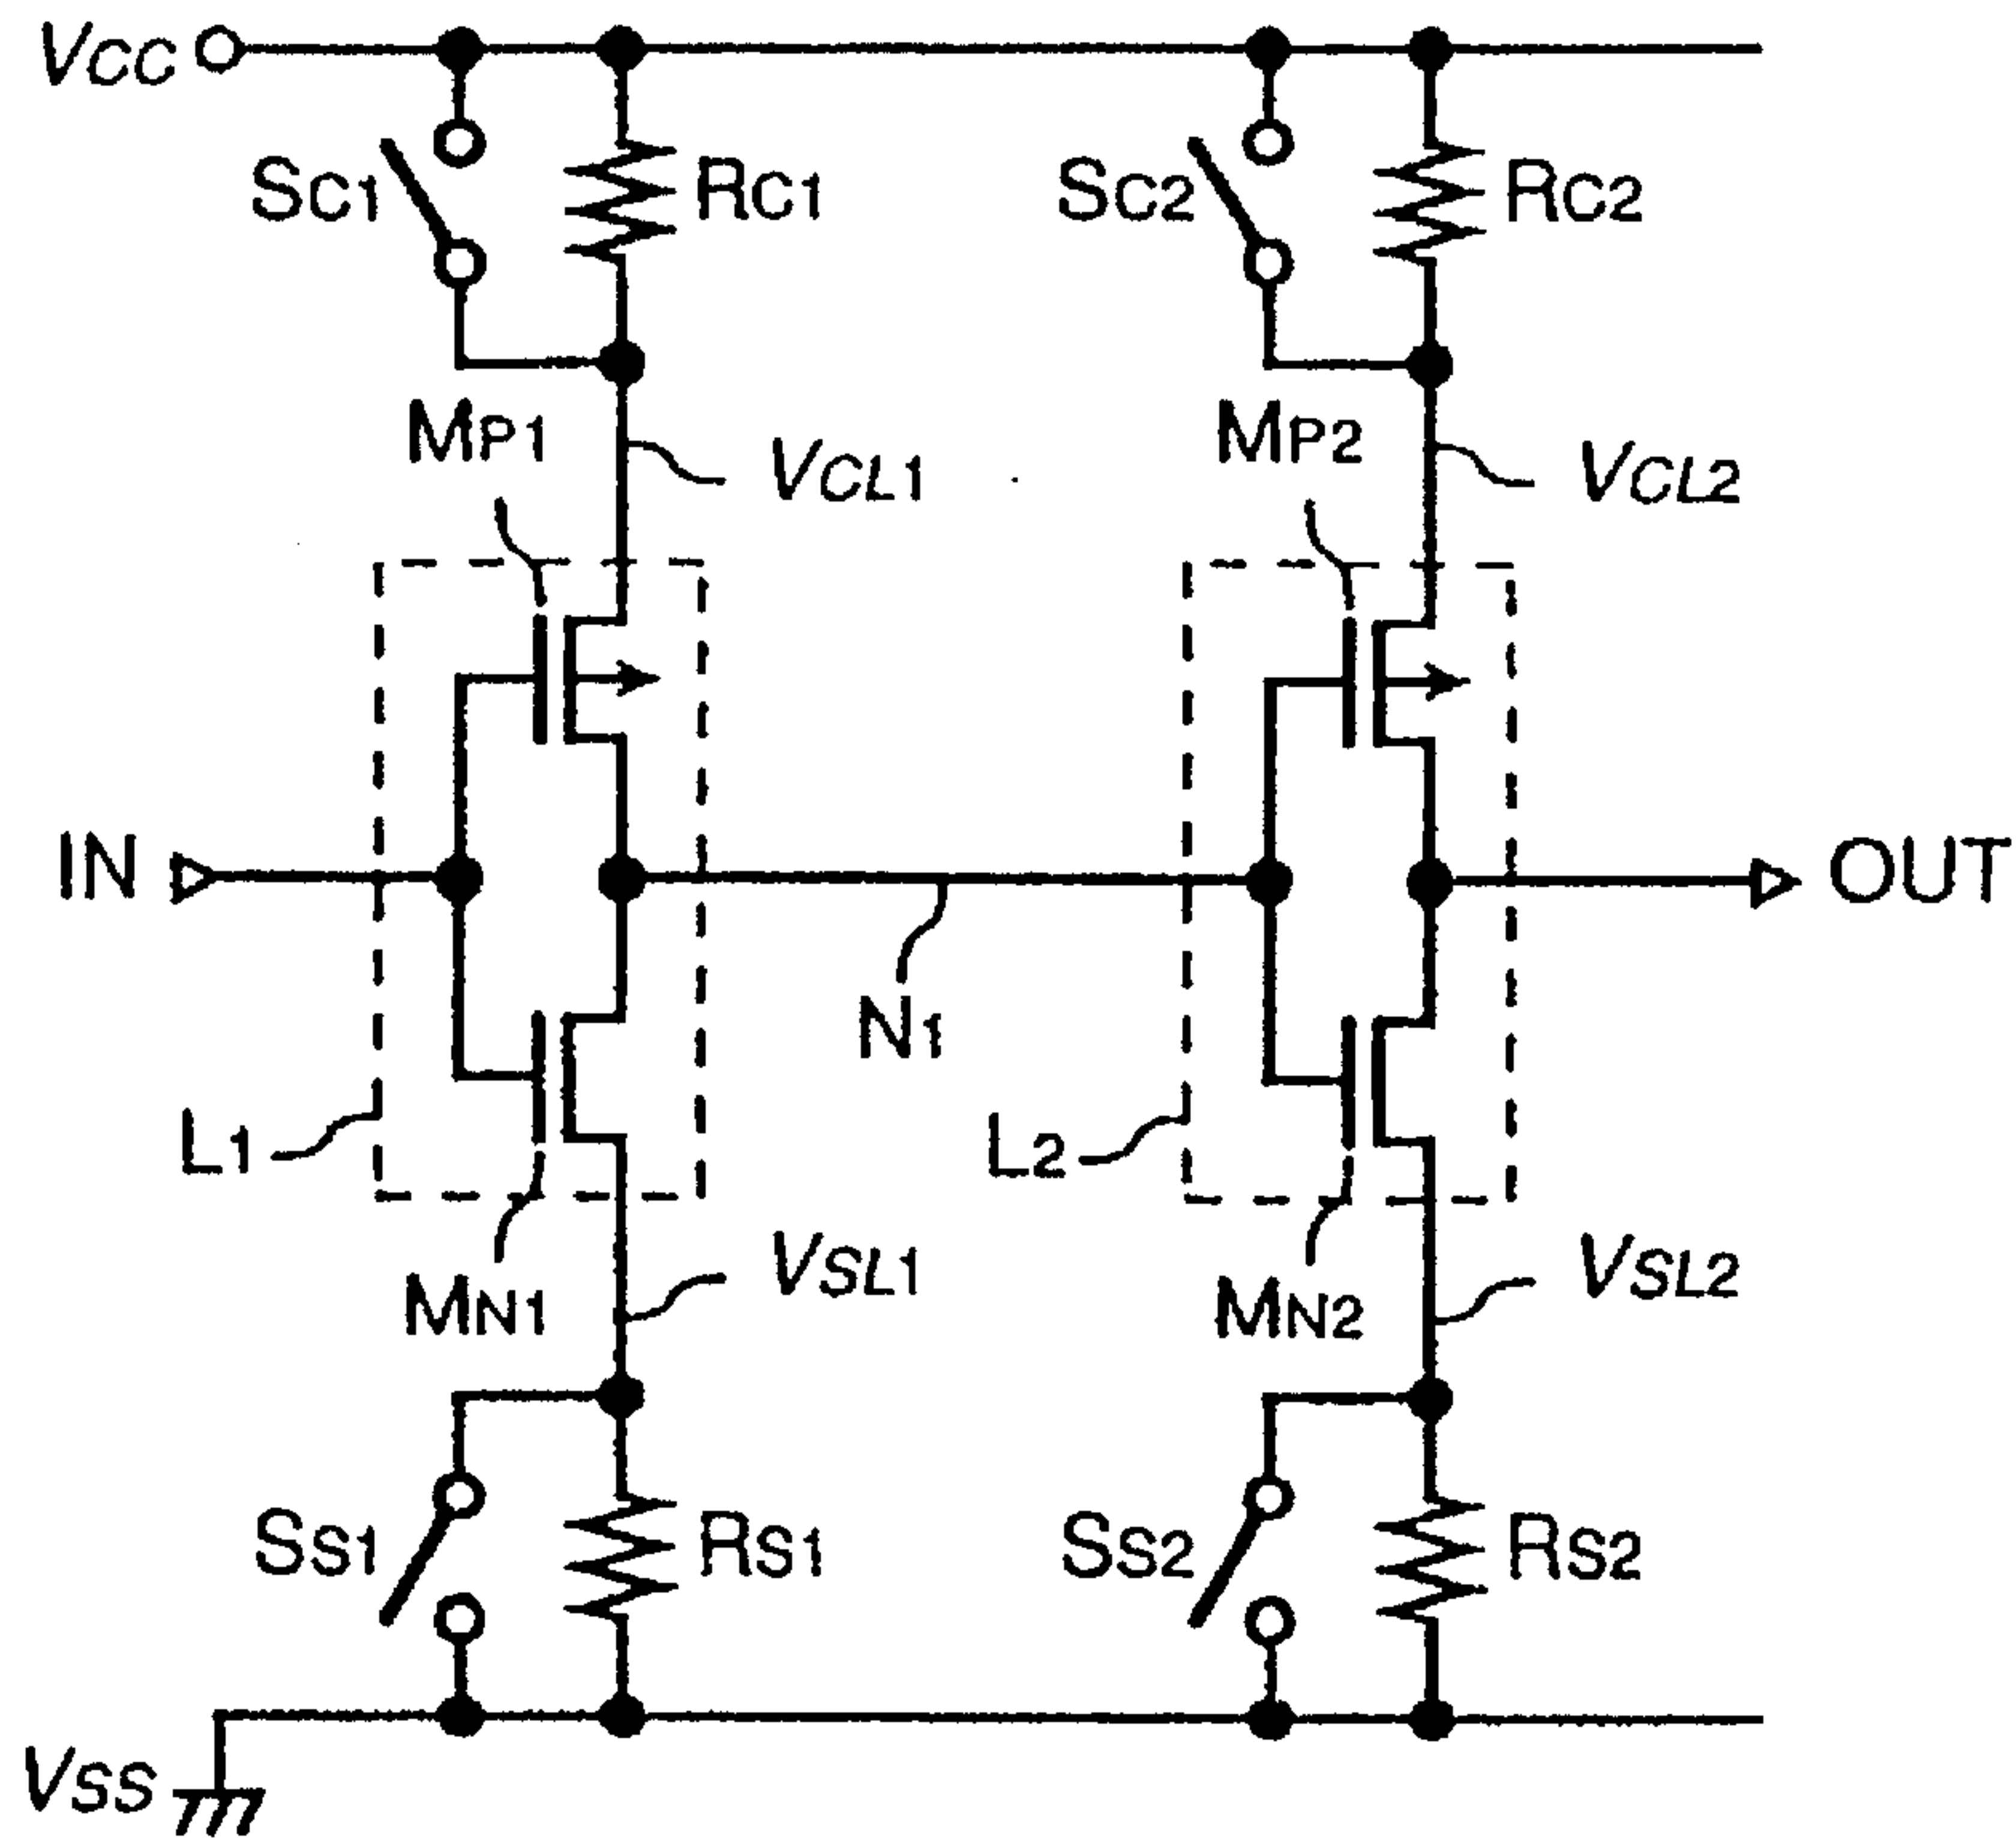 VCC
SC1
RC1
SC2
RC2
MP1
VCL1
MP2
VCL2
IN
OUT
N1
L1
L2
MN1
VSL1
MN2
VSL2
SS1
RS1
SS2
RS2
VSS